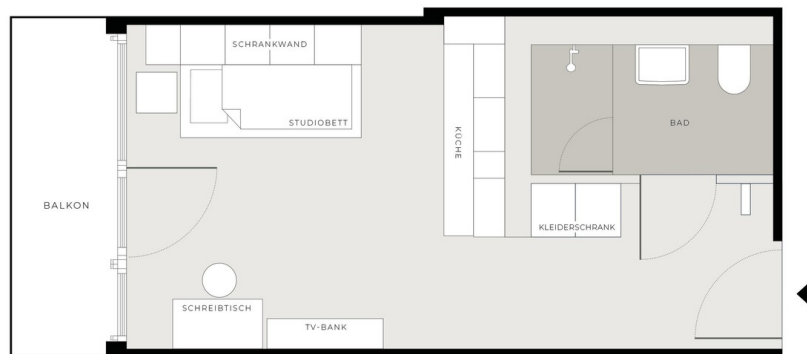 SCHRANKWAND
STUDIOBETT
KÜCHE
BAD
BALKON
KLEIDERSCHRANK
SCHREIBTISCH
TV-BANK